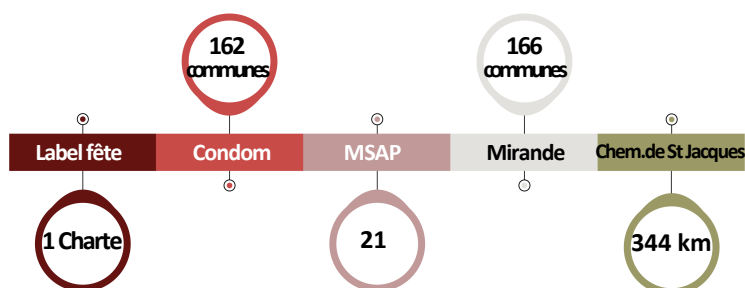 162
communes
166
communes
Label fête
Condom
MSAP
Mirande
Chem.de St Jacques
1 Charte
21
344 km